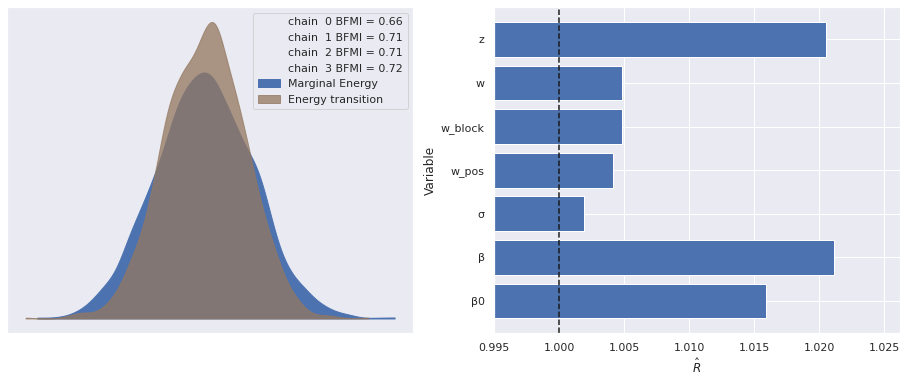 chain  0 BFMI = 0.66
chain  1 BFMI = 0.71
chain  2 BFMI = 0.71
chain  3 BFMI = 0.72
Marginal Energy
Energy transition
Variable
z
w
w_block
w_pos
σ
β
β0
0.995 1.000 1.005 1.010 1.015 1.020 1.025
R̂